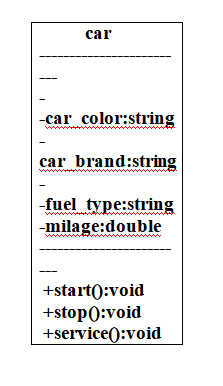 car
----------------------
---
-
-car_color:string
-
car_brand:string
-
-fuel_type:string
-milage:double
----------------------
---
+start():void
+stop():void
+service():void